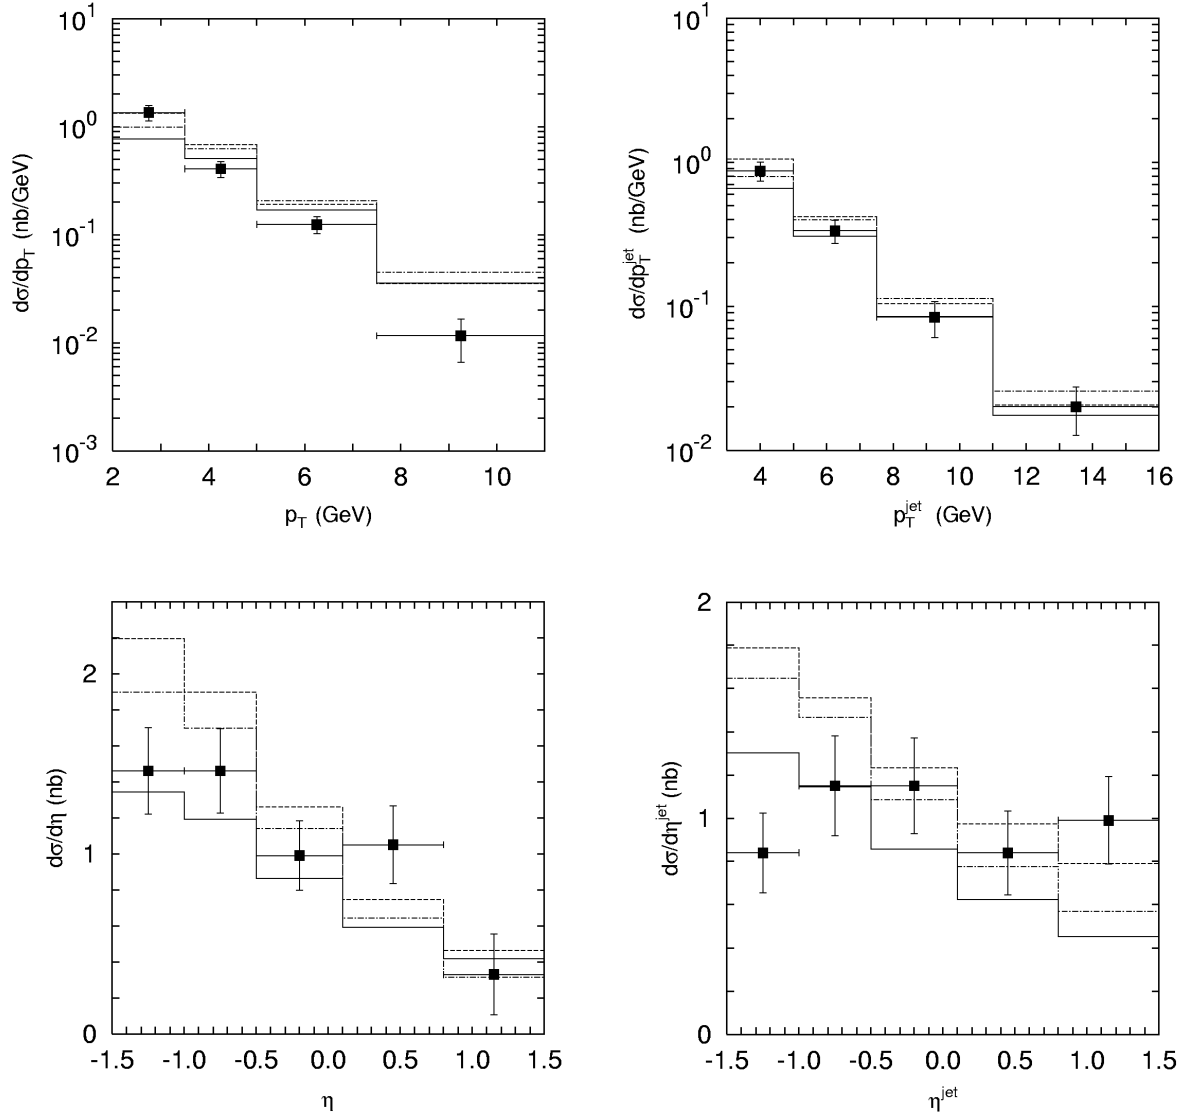 10^1
10^0
10^-1
10^-2
10^-3
dσ/dp_T (nb/GeV)
2 4 6 8 10
p_T (GeV)
10^1
10^0
10^-1
10^-2
dσ/dp_T^jet (nb/GeV)
4 6 8 10 12 14 16
p_T^jet (GeV)
2
1
0
dσ/dη (nb)
-1.5 -1.0 -0.5 0.0 0.5 1.0 1.5
η
2
1
0
dσ/dη^jet (nb)
-1.5 -1.0 -0.5 0.0 0.5 1.0 1.5
η^jet